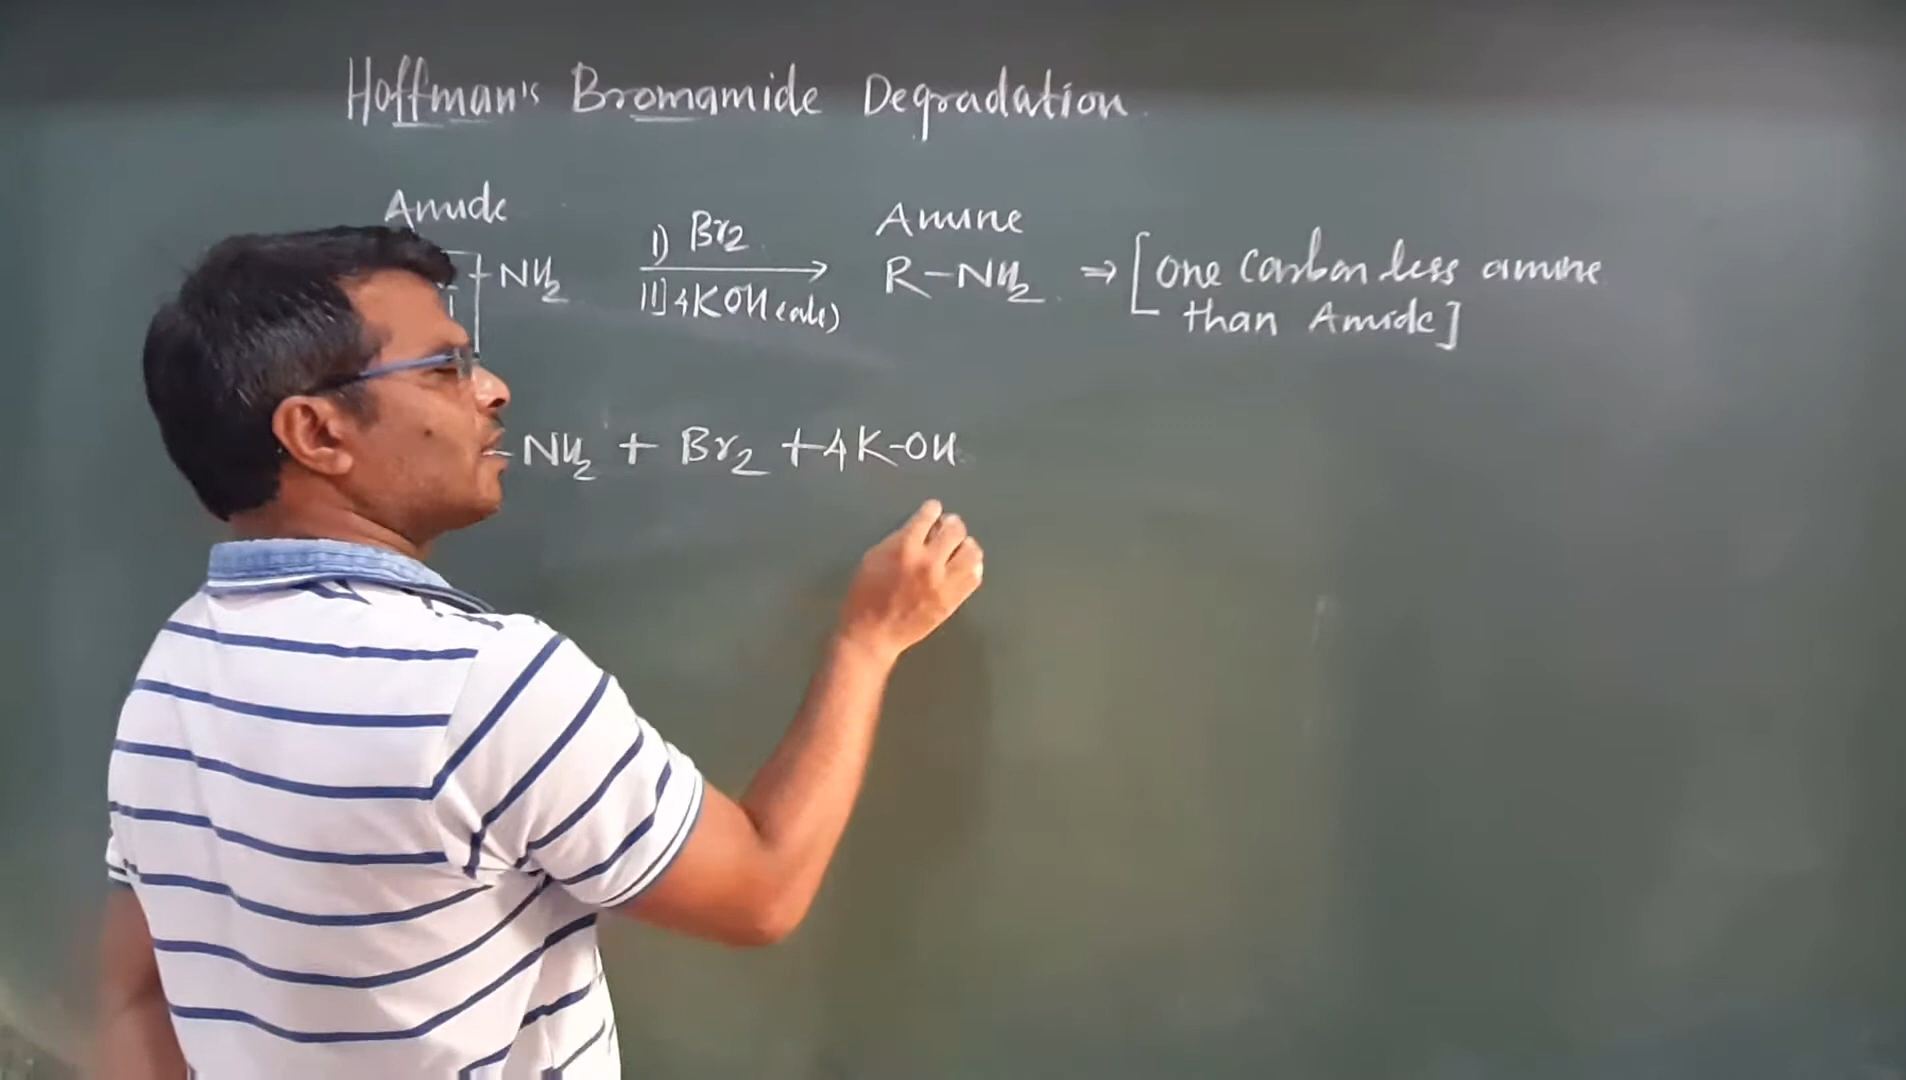 Hoffman's Bromamide Degradation
Amide
-NH2
I) Br2
II] 4KOH (alc)
Amine
R-NH2 ⇒ [One Carbon less amine
than Amide]
-NH2 + Br2 +4K-OH